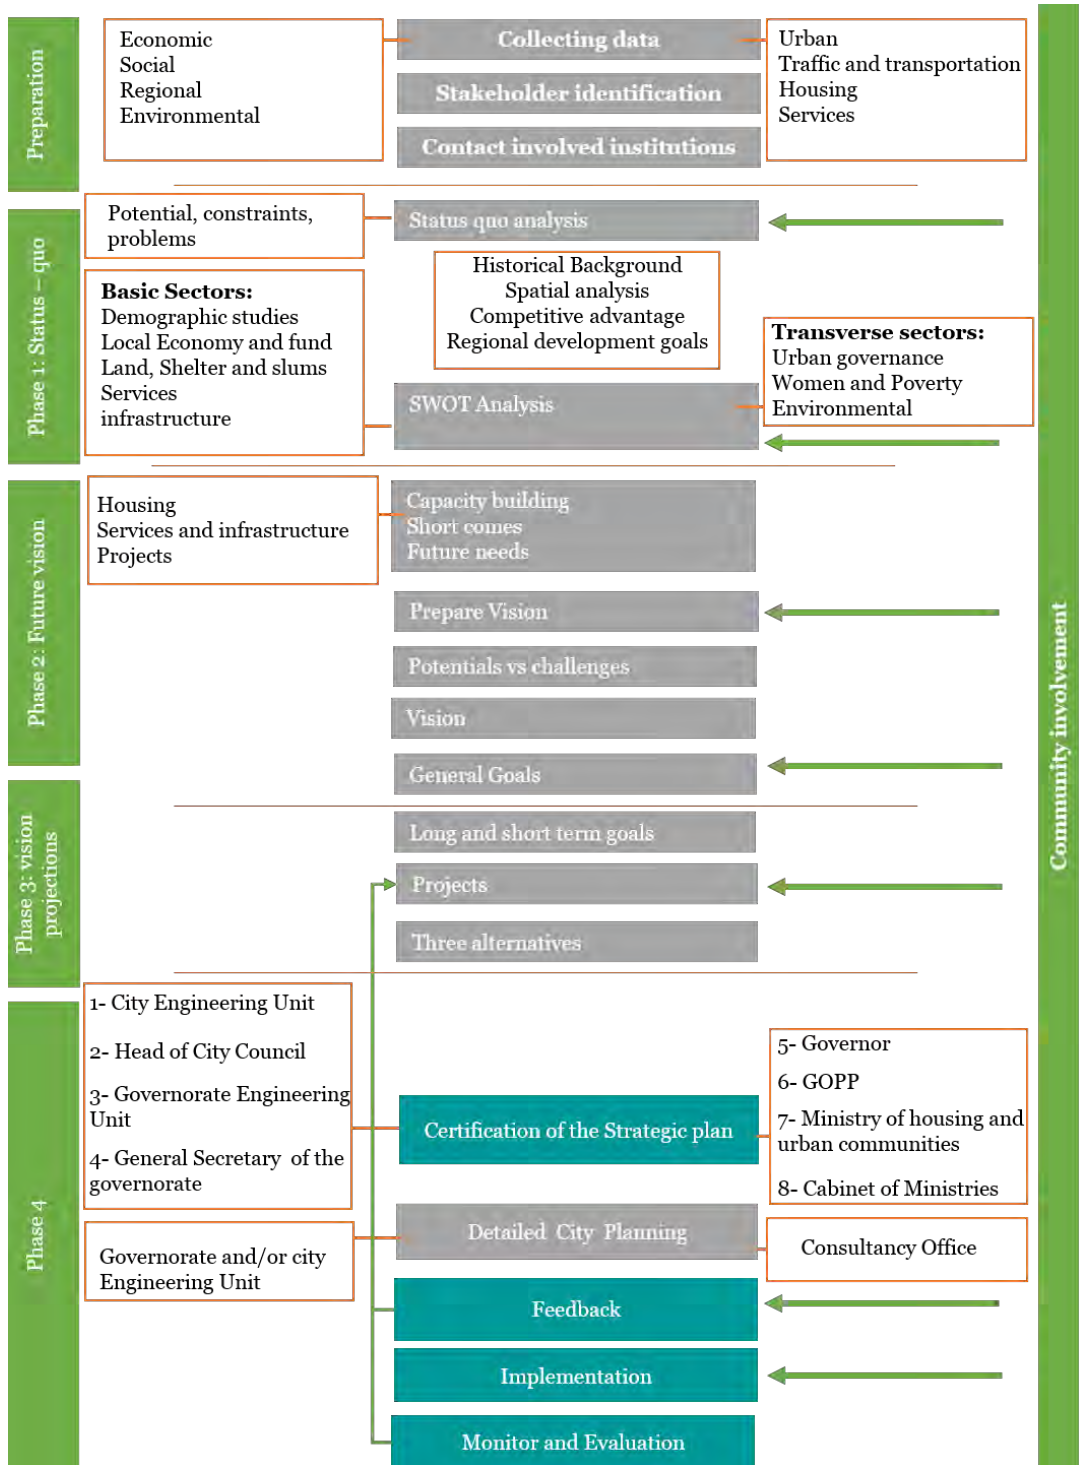 Preparation
Economic
Social
Regional
Environmental
Collecting data
Stakeholder identification
Contact involved institutions
Urban
Traffic and transportation
Housing
Services
Phase 1: Status – quo
Potential, constraints,
problems
Status quo analysis
Historical Background
Spatial analysis
Competitive advantage
Regional development goals
Basic Sectors:
Demographic studies
Local Economy and fund
Land, Shelter and slums
Services
infrastructure
SWOT Analysis
Transverse sectors:
Urban governance
Women and Poverty
Environmental
Phase 2: Future vision
Housing
Services and infrastructure
Projects
Capacity building
Short comes
Future needs
Prepare Vision
Potentials vs challenges
Vision
General Goals
Phase 3: vision
projections
Long and short term goals
Projects
Three alternatives
Phase 4
1- City Engineering Unit
2- Head of City Council
3- Governorate Engineering
Unit
4- General Secretary of the
governorate
Certification of the Strategic plan
5- Governor
6- GOPP
7- Ministry of housing and
urban communities
8- Cabinet of Ministries
Governorate and/or city
Engineering Unit
Detailed City Planning
Consultancy Office
Feedback
Implementation
Monitor and Evaluation
Community involvement